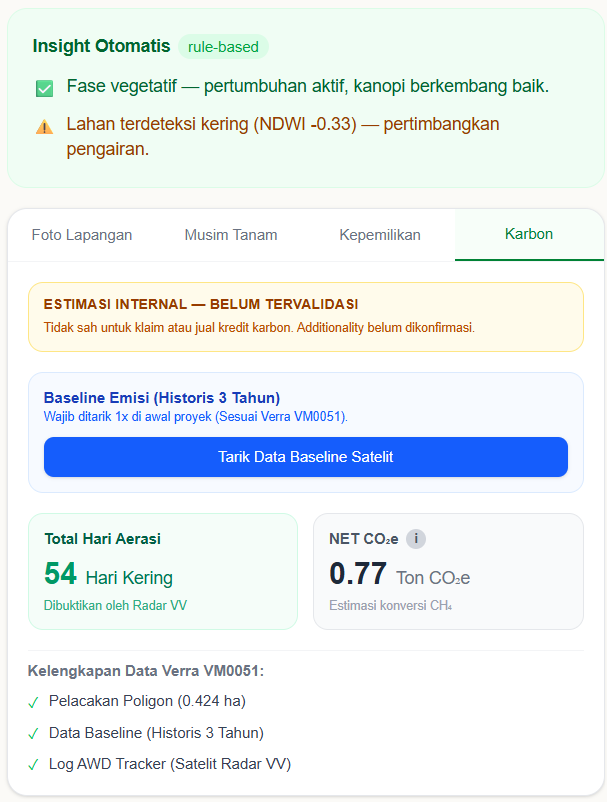 Insight Otomatis rule-based
Fase vegetatif — pertumbuhan aktif, kanopi berkembang baik.
Lahan terdeteksi kering (NDWI -0.33) — pertimbangkan
pengairan.
Foto Lapangan Musim Tanam Kepemilikan Karbon
ESTIMASI INTERNAL — BELUM TERVALIDASI
Tidak sah untuk klaim atau jual kredit karbon. Additionality belum dikonfirmasi.
Baseline Emisi (Historis 3 Tahun)
Wajib ditarik 1x di awal proyek (Sesuai Verra VM0051).
Tarik Data Baseline Satelit
Total Hari Aerasi
54 Hari Kering
Dibuktikan oleh Radar VV
NET CO₂e i
0.77 Ton CO₂e
Estimasi konversi CH₄
Kelengkapan Data Verra VM0051:
✓ Pelacakan Poligon (0.424 ha)
✓ Data Baseline (Historis 3 Tahun)
✓ Log AWD Tracker (Satelit Radar VV)